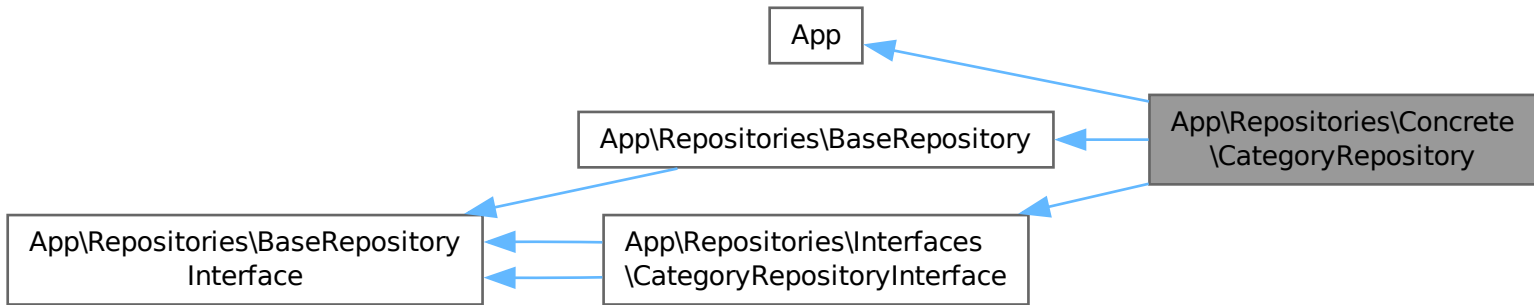 App
App\Repositories\Concrete
\CategoryRepository
App\Repositories\BaseRepository
App\Repositories\BaseRepository
Interface
App\Repositories\Interfaces
\CategoryRepositoryInterface